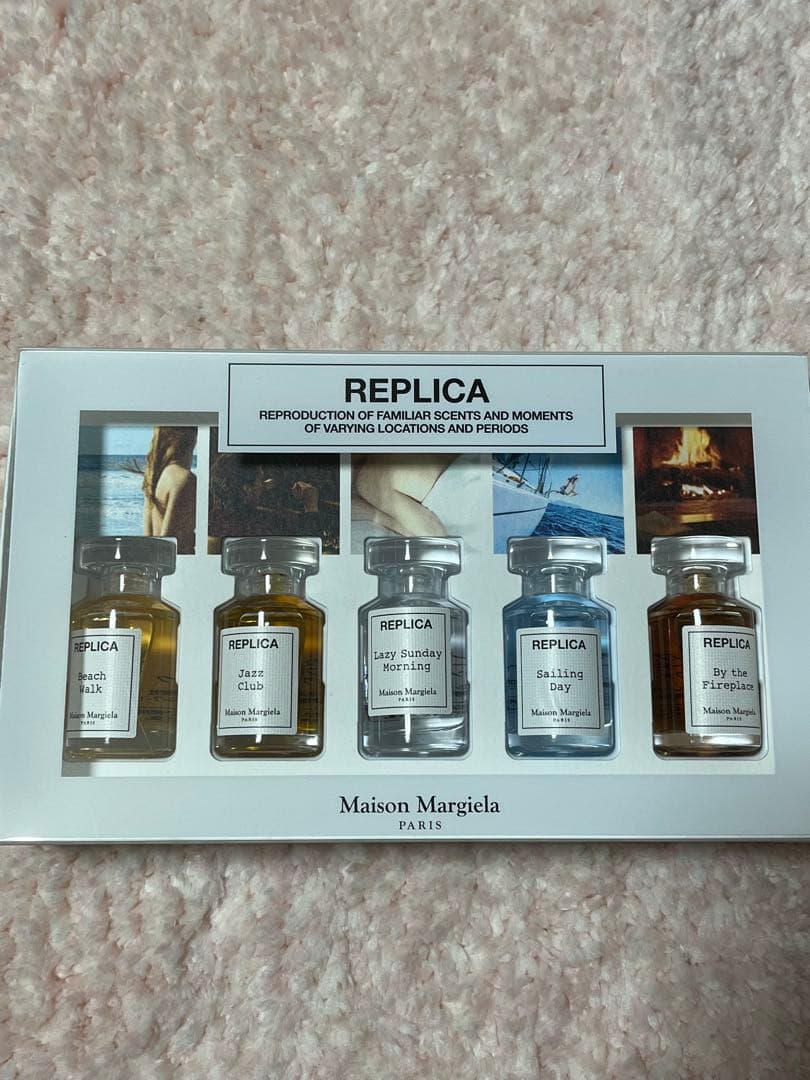 REPLICA
REPRODUCTION OF FAMILIAR SCENTS AND MOMENTS
OF VARYING LOCATIONS AND PERIODS
REPLICA
Beach
Walk
Maison Margiela
PARIS
REPLICA
Jazz
Club
Maison Margiela
PARIS
REPLICA
Lazy Sunday
Morning
Maison Margiela
PARIS
REPLICA
Sailing
Day
Maison Margiela
PARIS
REPLICA
By the
Fireplace
Maison Margiela
PARIS
Maison Margiela
PARIS